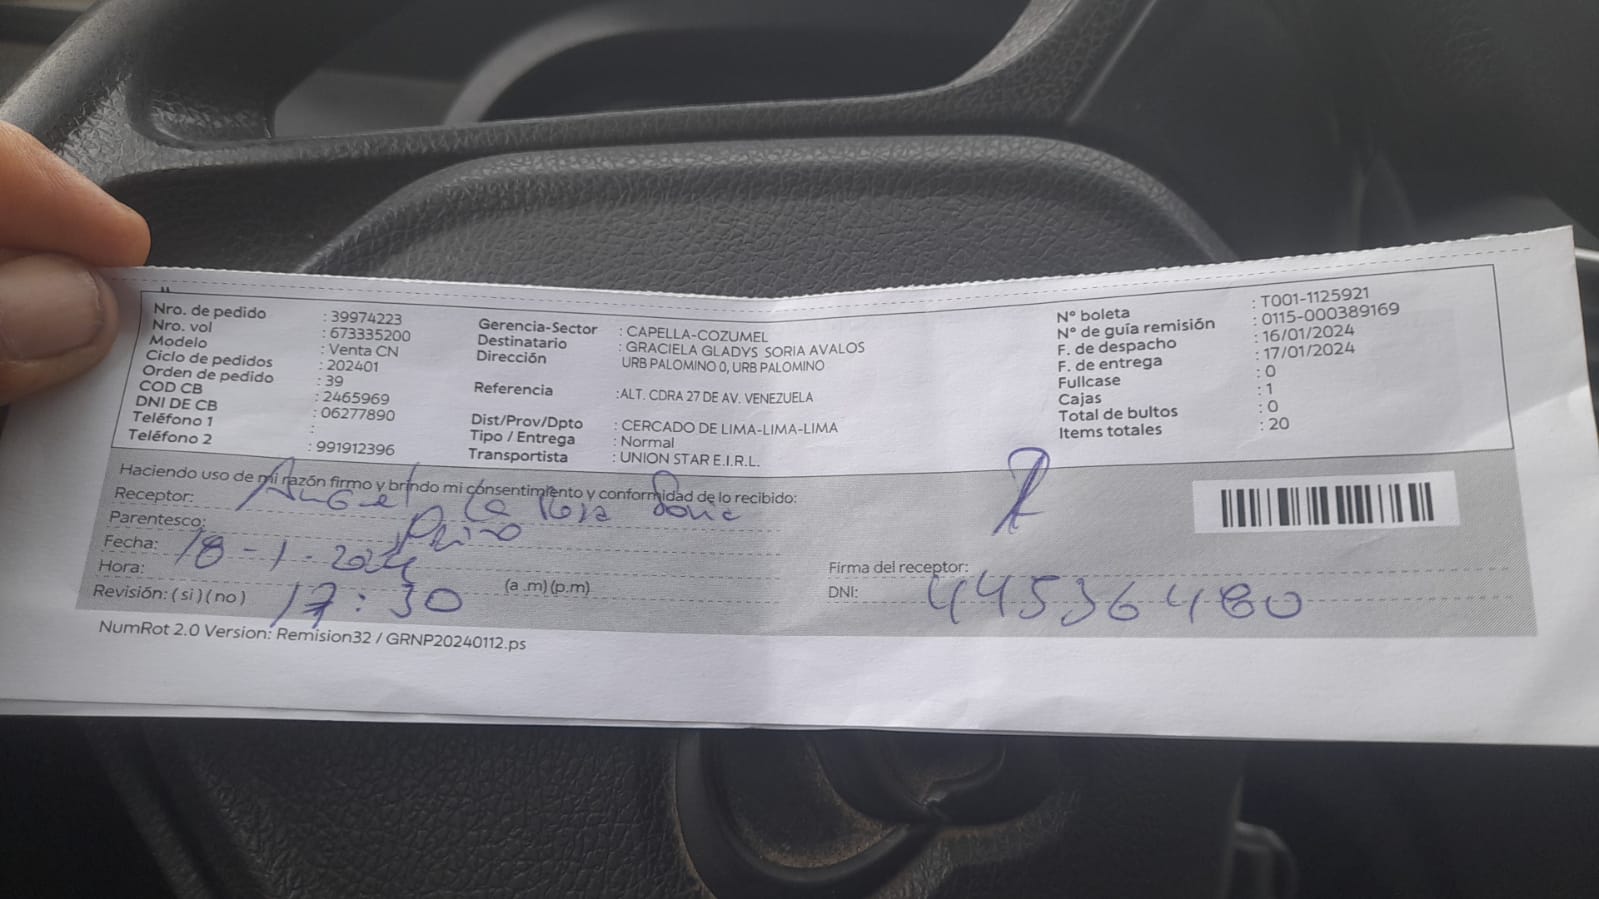 Nro. de pedido : 39974223
Nro. vol : 673335200
Modelo : Venta CN
Ciclo de pedidos : 202401
Orden de pedido : 39
COD CB : 2465969
DNI DE CB : 06277890
Teléfono 1 :
Teléfono 2 : 991912396
Gerencia-Sector : CAPELLA-COZUMEL
Destinatario : GRACIELA GLADYS SORIA AVALOS
Dirección URB PALOMINO 0, URB PALOMINO
Referencia :ALT. CDRA 27 DE AV. VENEZUELA
Dist/Prov/Dpto : CERCADO DE LIMA-LIMA-LIMA
Tipo / Entrega : Normal
Transportista : UNION STAR E.I.R.L.
N° boleta : T001-1125921
N° de guía remisión : 0115-000389169
F. de despacho : 16/01/2024
F. de entrega : 17/01/2024
Fullcase : 0
Cajas : 1
Total de bultos : 0
Items totales : 20
Haciendo uso de mi razón firmo y brindo mi consentimiento y conformidad de lo recibido:
Receptor: Angel La Rosa Soria
Parentesco:
Fecha: 18-1-2024
Hora: 17:30 (a.m)(p.m)
Revisión: (si)(no)
Firma del receptor:
DNI: 44536480
NumRot 2.0 Version: Remision32 / GRNP20240112.ps